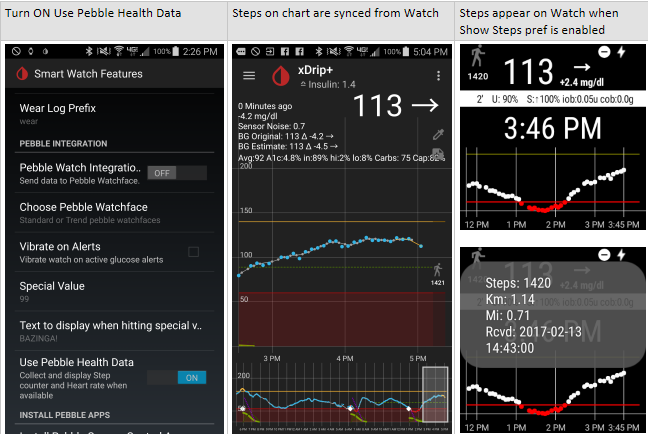 Turn ON Use Pebble Health Data
100% 2:26 PM
Smart Watch Features
Wear Log Prefix
wear
PEBBLE INTEGRATION
Pebble Watch Integratio..
Send data to Pebble Watchface.
OFF
Choose Pebble Watchface
Standard or Trend pebble watchfaces
Vibrate on Alerts
Vibrate watch on active glucose alerts
Special Value
99
Text to display when hitting special v..
BAZINGA!
Use Pebble Health Data
Collect and display Step
counter and Heart rate when
available
ON
INSTALL PEBBLE APPS
Steps on chart are synced from Watch
100% 5:04 PM
xDrip+
Insulin: 1.4
0 Minutes ago
-4.2 mg/dl
Sensor Noise: 0.7
BG Original: 113 Δ -4.2 →
BG Estimate: 113 Δ -4.5 →
Avg:92 A1c:4.8% in:89% hi:2% lo:8% Carbs: 75 Cap:82%
113 →
200
150
100
50
1421
3 PM
4 PM
5 PM
200
100
50
Steps appear on Watch when
Show Steps pref is enabled
1420
113 →
+2.4 mg/dl
2' U: 90% S:↑100% iob:0.05u cob:0.0g
3:46 PM
12 PM 1 PM 2 PM 3 PM 3:45 PM
Steps: 1420
Km: 1.14
Mi: 0.71
Rcvd: 2017-02-13
14:43:00
12 PM 1 PM 2 PM 3 PM 3:45 PM